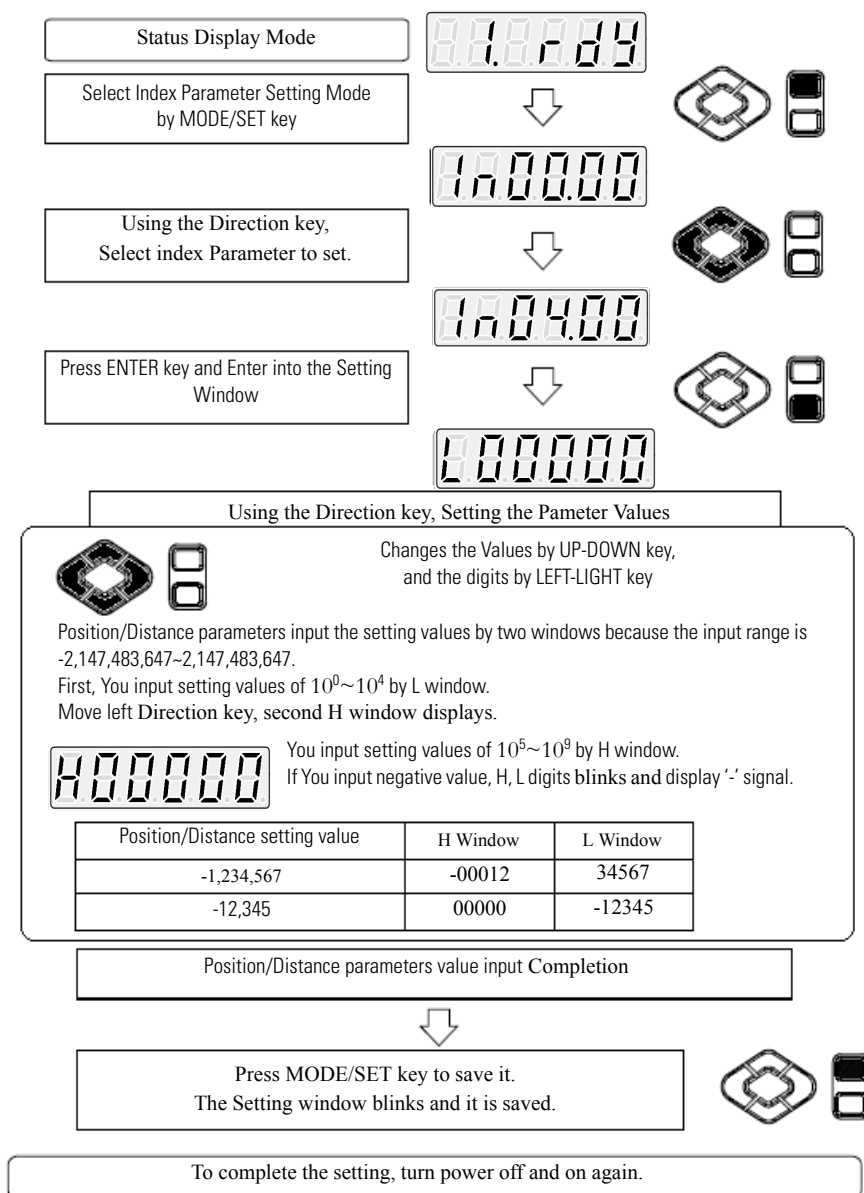 Status Display Mode
1. rdy
Select Index Parameter Setting Mode
by MODE/SET key
In00.00
Using the Direction key,
Select index Parameter to set.
In04.00
Press ENTER key and Enter into the Setting
Window
L00000
Using the Direction key, Setting the Pameter Values
Changes the Values by UP-DOWN key,
and the digits by LEFT-LIGHT key
Position/Distance parameters input the setting values by two windows because the input range is
-2,147,483,647~2,147,483,647.
First, You input setting values of 10⁰~10⁴ by L window.
Move left Direction key, second H window displays.
H00000
You input setting values of 10⁵~10⁹ by H window.
If You input negative value, H, L digits blinks and display '-' signal.
Position/Distance setting value H Window L Window
-1,234,567 -00012 34567
-12,345 00000 -12345
Position/Distance parameters value input Completion
Press MODE/SET key to save it.
The Setting window blinks and it is saved.
To complete the setting, turn power off and on again.